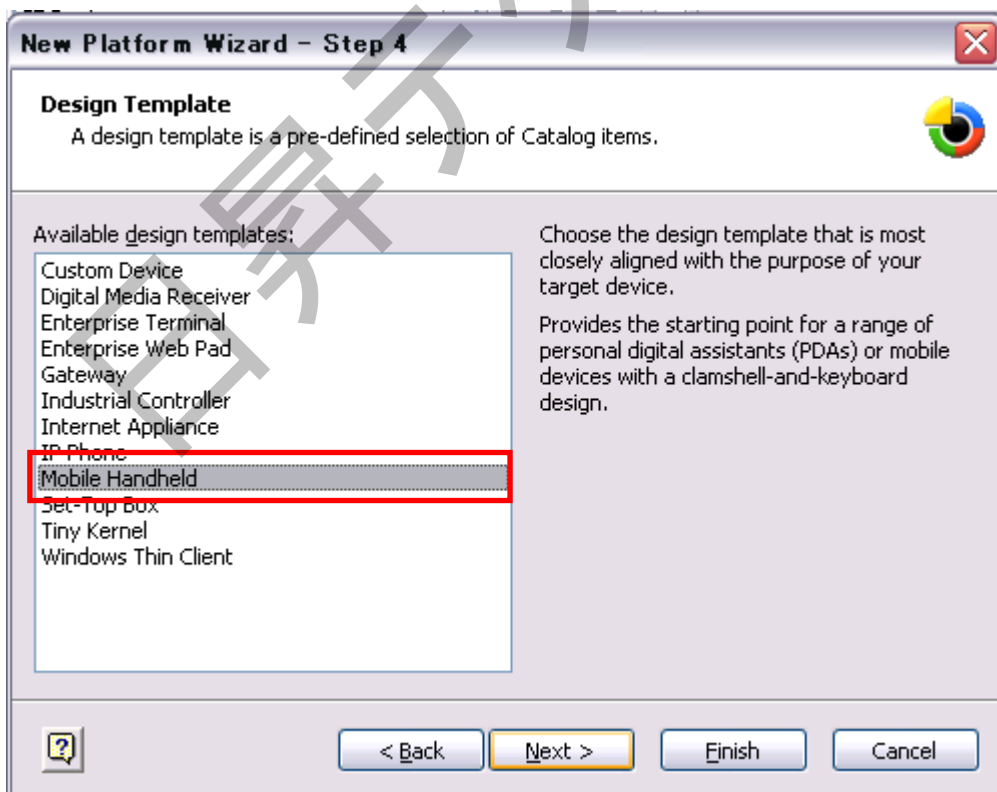 New Platform Wizard - Step 4
Design Template
A design template is a pre-defined selection of Catalog items.
Available design templates:
Custom Device
Digital Media Receiver
Enterprise Terminal
Enterprise Web Pad
Gateway
Industrial Controller
Internet Appliance
IP Phone
Mobile Handheld
Set-Top Box
Tiny Kernel
Windows Thin Client
Choose the design template that is most
closely aligned with the purpose of your
target device.
Provides the starting point for a range of
personal digital assistants (PDAs) or mobile
devices with a clamshell-and-keyboard
design.
< Back
Next >
Finish
Cancel
日昇テ